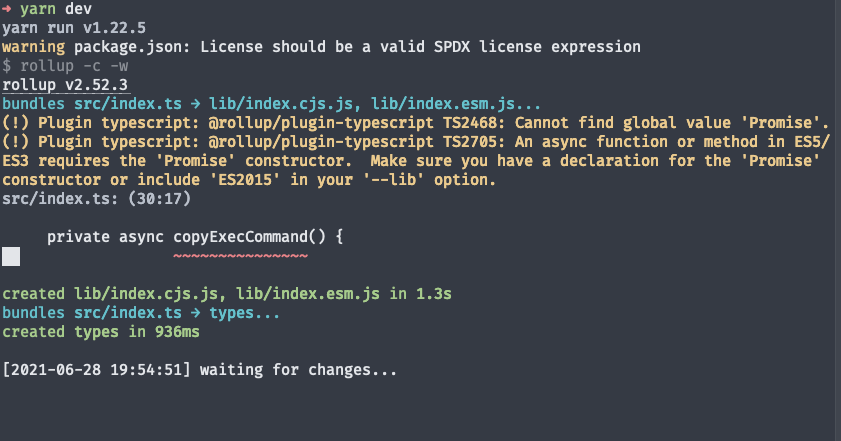 → yarn dev
yarn run v1.22.5
warning package.json: License should be a valid SPDX license expression
$ rollup -c -w
rollup v2.52.3
bundles src/index.ts → lib/index.cjs.js, lib/index.esm.js...
(!) Plugin typescript: @rollup/plugin-typescript TS2468: Cannot find global value 'Promise'.
(!) Plugin typescript: @rollup/plugin-typescript TS2705: An async function or method in ES5/
ES3 requires the 'Promise' constructor.  Make sure you have a declaration for the 'Promise'
constructor or include 'ES2015' in your '--lib' option.
src/index.ts: (30:17)
private async copyExecCommand() {
~~~~~~~~~~~~~~~
created lib/index.cjs.js, lib/index.esm.js in 1.3s
bundles src/index.ts → types...
created types in 936ms
[2021-06-28 19:54:51] waiting for changes...